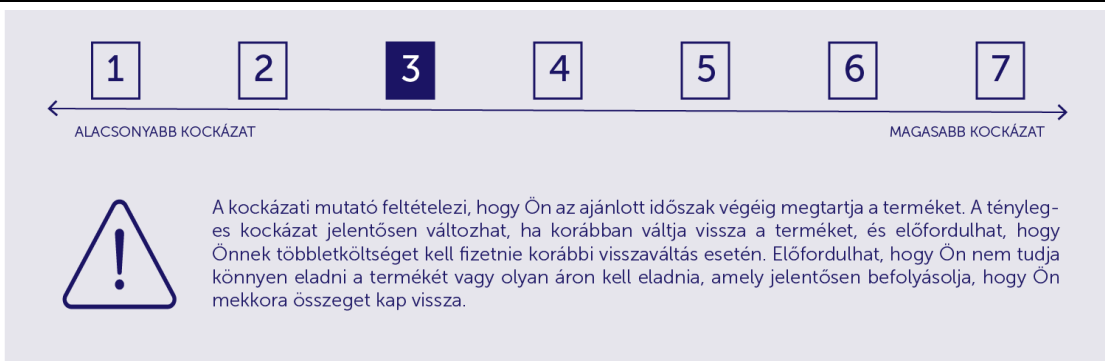 1 2 3 4 5 6 7
ALACSONYABB KOCKÁZAT MAGASABB KOCKÁZAT
A kockázati mutató feltételezi, hogy Ön az ajánlott időszak végéig megtartja a terméket. A tényleg-
es kockázat jelentősen változhat, ha korábban váltja vissza a terméket, és előfordulhat, hogy
Önnek többletköltséget kell fizetnie korábbi visszaváltás esetén. Előfordulhat, hogy Ön nem tudja
könnyen eladni a termékét vagy olyan áron kell eladnia, amely jelentősen befolyásolja, hogy Ön
mekkora összeget kap vissza.